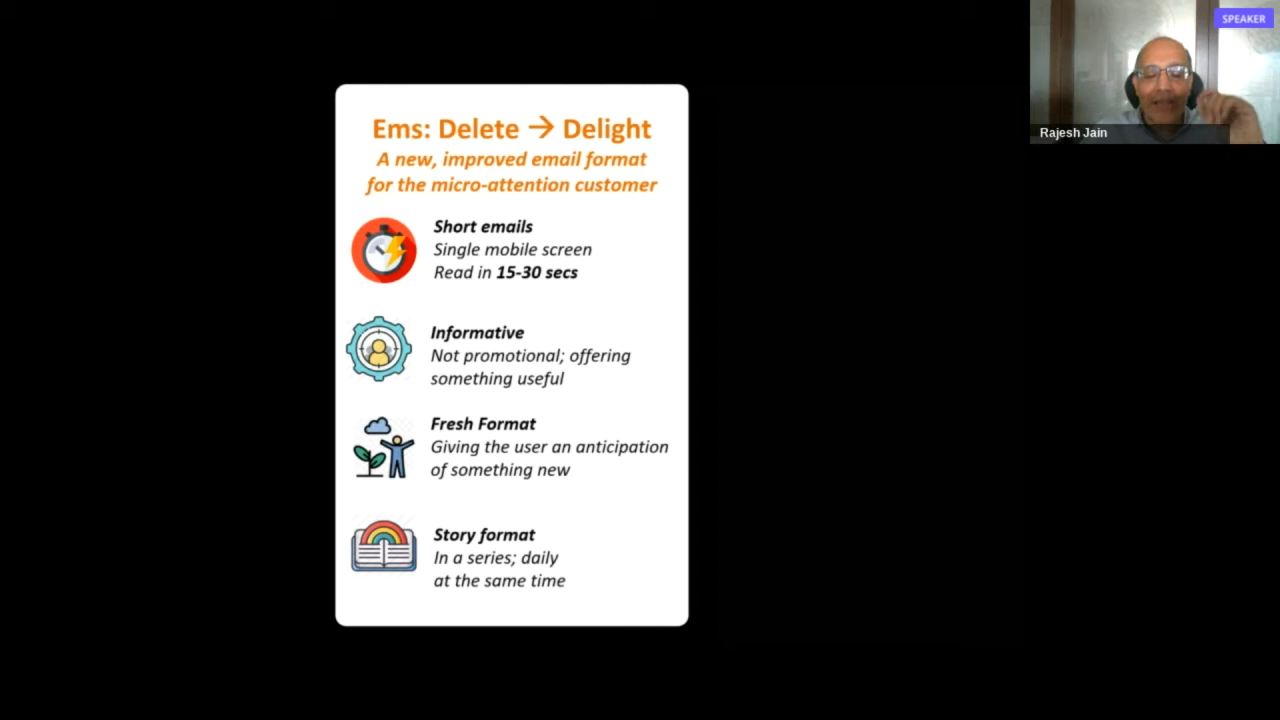 Ems: Delete → Delight
A new, improved email format
for the micro-attention customer
Short emails
Single mobile screen
Read in 15-30 secs
Informative
Not promotional; offering
something useful
Fresh Format
Giving the user an anticipation
of something new
Story format
In a series; daily
at the same time
SPEAKER
Rajesh Jain